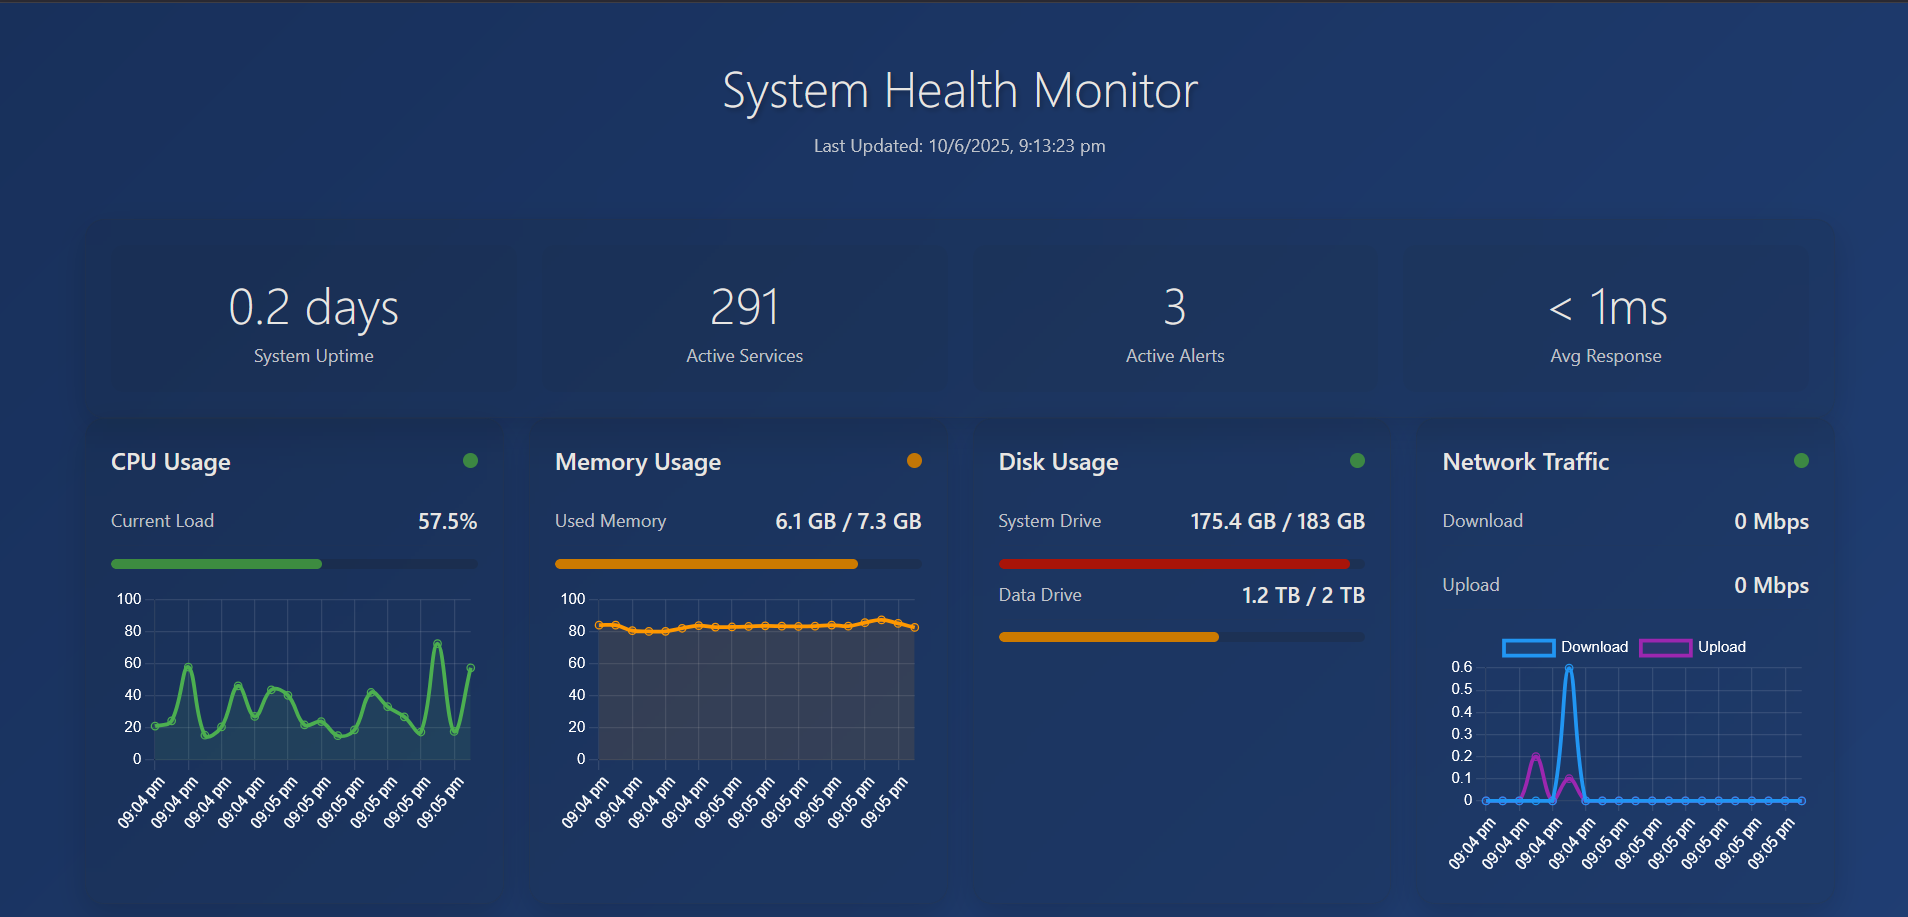 System Health Monitor
Last Updated: 10/6/2025, 9:13:23 pm
0.2 days
System Uptime
291
Active Services
3
Active Alerts
< 1ms
Avg Response
CPU Usage
Current Load 57.5%
100
80
60
40
20
0
09:04 pm 09:04 pm 09:04 pm 09:04 pm 09:05 pm 09:05 pm 09:05 pm 09:05 pm 09:05 pm 09:05 pm
Memory Usage
Used Memory 6.1 GB / 7.3 GB
100
80
60
40
20
0
09:04 pm 09:04 pm 09:04 pm 09:04 pm 09:05 pm 09:05 pm 09:05 pm 09:05 pm 09:05 pm 09:05 pm
Disk Usage
System Drive 175.4 GB / 183 GB
Data Drive 1.2 TB / 2 TB
Network Traffic
Download 0 Mbps
Upload 0 Mbps
Download Upload
0.6
0.5
0.4
0.3
0.2
0.1
0
09:04 pm 09:04 pm 09:04 pm 09:04 pm 09:05 pm 09:05 pm 09:05 pm 09:05 pm 09:05 pm 09:05 pm